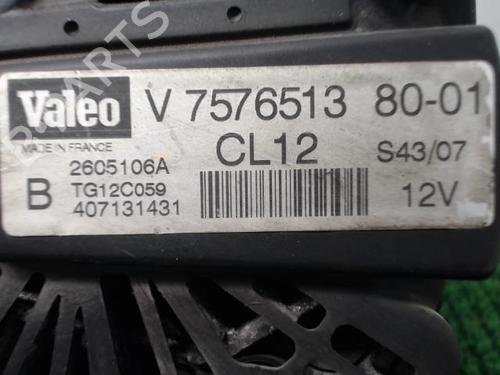 Valeo V 7576513 80-01
MADE IN FRANCE
CL12 S43/07
2605106A
B TG12C059 12V
407131431